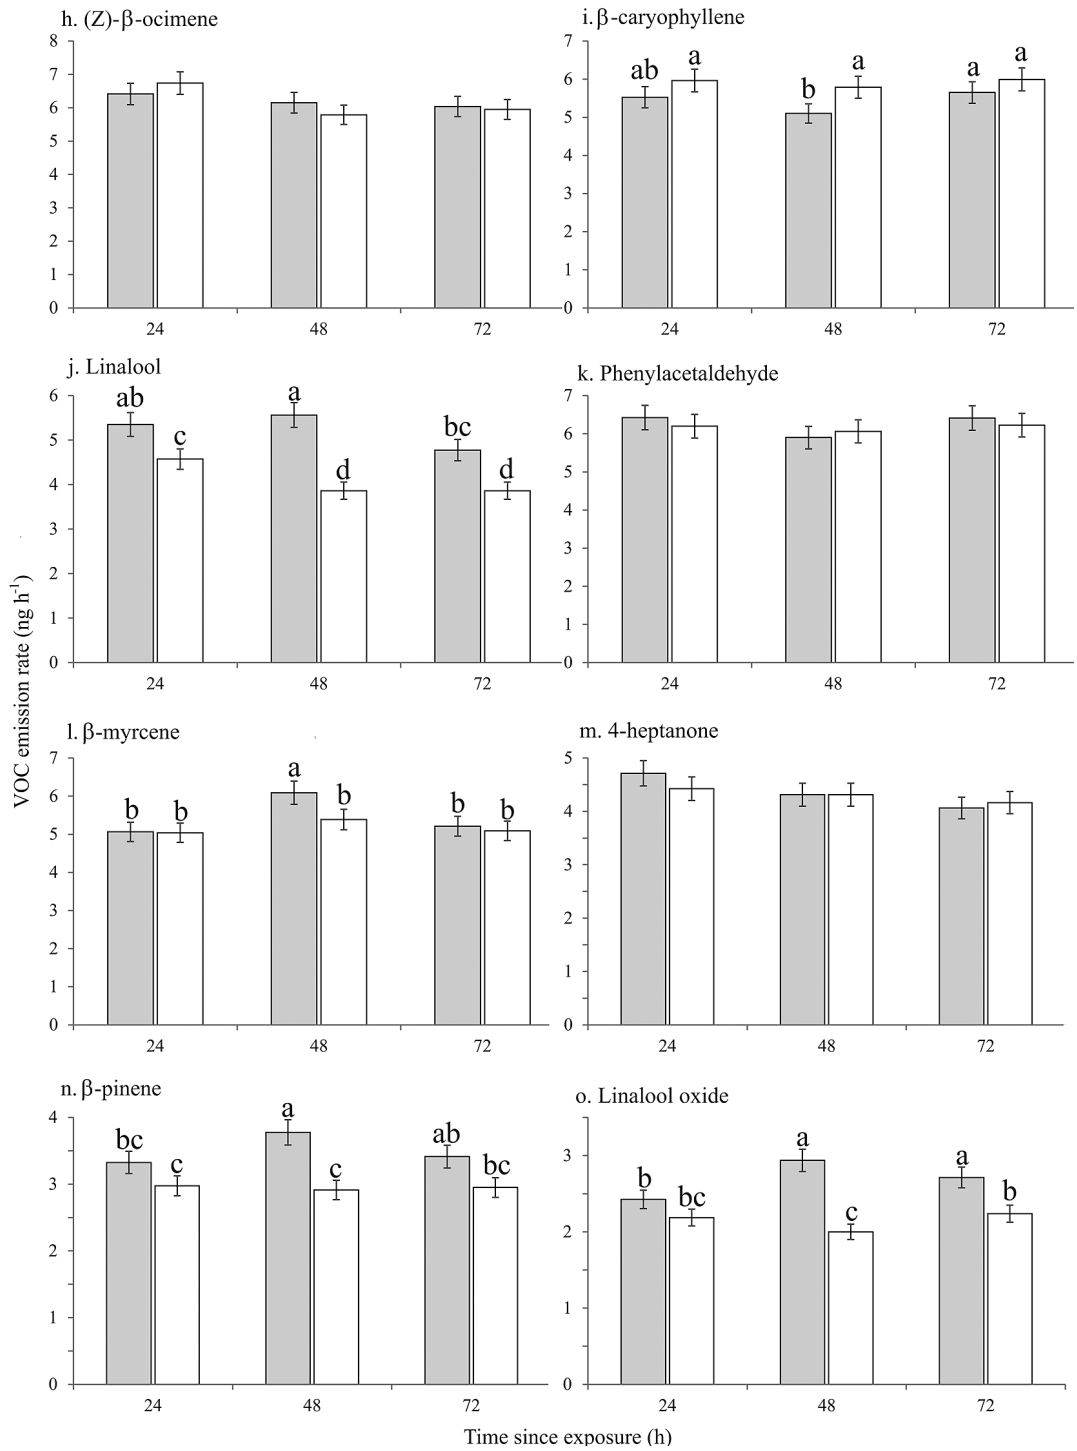 h. (Z)-β-ocimene
8
7
6
5
4
3
2
1
0
24 48 72
i. β-caryophyllene
7
6
5
4
3
2
1
0
ab a b a a a
24 48 72
j. Linalool
6
5
4
3
2
1
0
ab c a d bc d
24 48 72
k. Phenylacetaldehyde
7
6
5
4
3
2
1
0
24 48 72
VOC emission rate (ng h⁻¹)
l. β-myrcene
7
6
5
4
3
2
1
0
b b a b b b
24 48 72
m. 4-heptanone
5
4
3
2
1
0
24 48 72
n. β-pinene
4
3
2
1
0
bc c a c ab bc
24 48 72
o. Linalool oxide
3
2
1
0
b bc a c a b
24 48 72
Time since exposure (h)